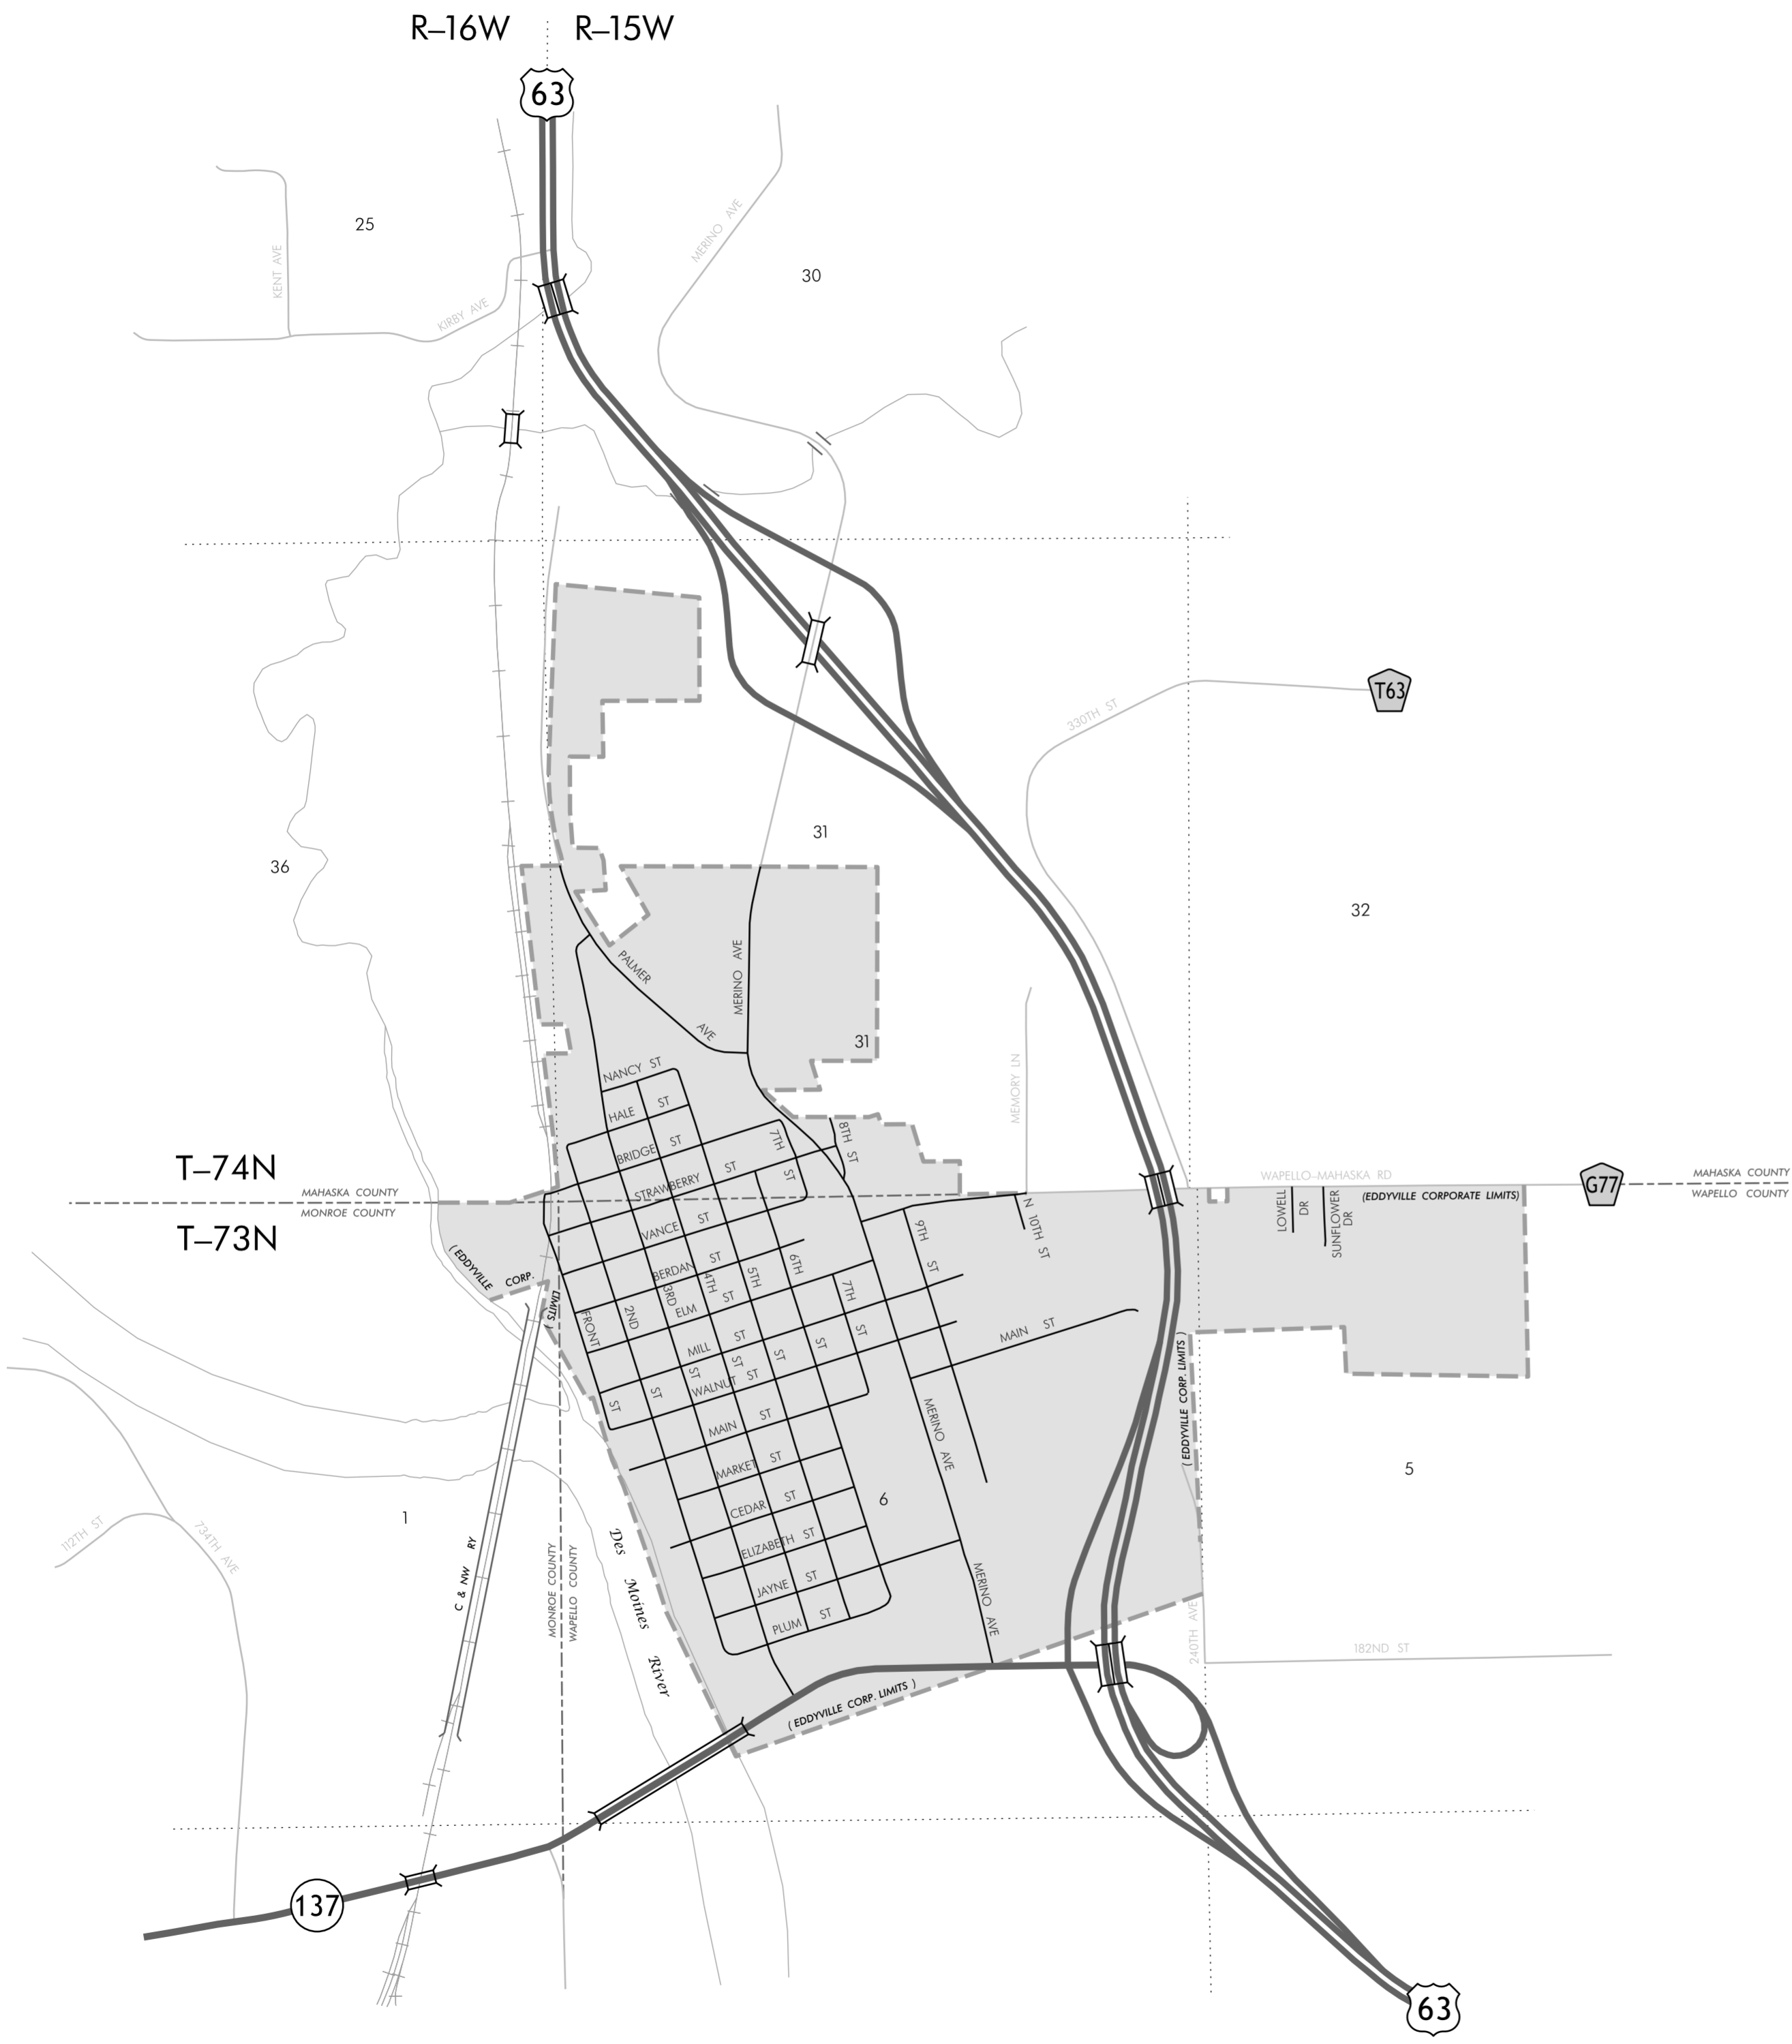 R–16W
R–15W
63
25
KENT AVE
KIRBY AVE
MERINO AVE
30
330TH ST
T63
31
36
32
PALMER AVE
MERINO AVE
31
MEMORY LN
NANCY ST
HALE ST
BRIDGE ST
7TH ST
8TH ST
STRAWBERRY ST
T–74N
MAHASKA COUNTY
MONROE COUNTY
T–73N
WAPELLO–MAHASKA RD
(EDDYVILLE CORPORATE LIMITS)
G77
MAHASKA COUNTY
WAPELLO COUNTY
LOWELL DR
SUNFLOWER DR
N 10TH ST
9TH ST
VANCE ST
BERDAN ST
ELM ST
FRONT ST
2ND ST
3RD ST
4TH ST
5TH ST
6TH ST
7TH ST
( EDDYVILLE CORP. LIMITS )
MILL ST
WALNUT ST
MAIN ST
MAIN ST
( EDDYVILLE CORP. LIMITS )
MERINO AVE
MARKET ST
CEDAR ST
ELIZABETH ST
JAYNE ST
PLUM ST
6
5
1
112TH ST
734TH AVE
C & NW RY
MONROE COUNTY
WAPELLO COUNTY
Des Moines River
MERINO AVE
240TH AVE
182ND ST
( EDDYVILLE CORP. LIMITS )
137
63